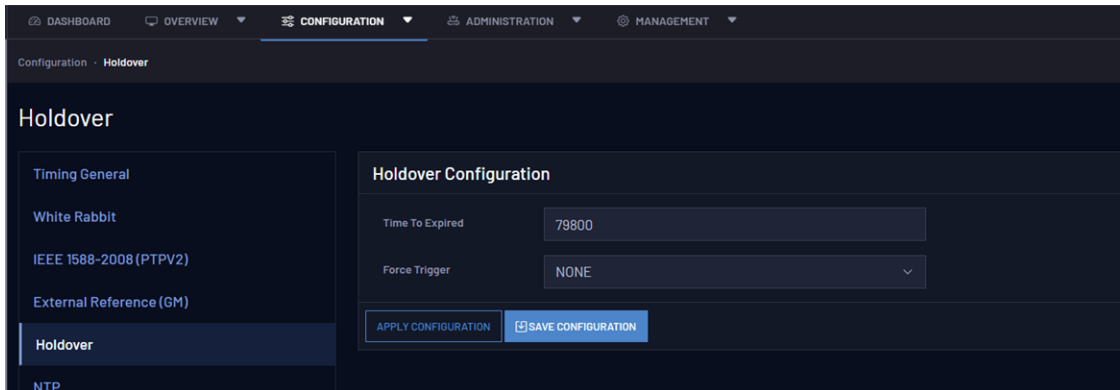 DASHBOARD OVERVIEW CONFIGURATION ADMINISTRATION MANAGEMENT
Configuration - Holdover
Holdover
Timing General
White Rabbit
IEEE 1588-2008 (PTPV2)
External Reference (GM)
Holdover
NTP
Holdover Configuration
Time To Expired 79800
Force Trigger NONE
APPLY CONFIGURATION SAVE CONFIGURATION